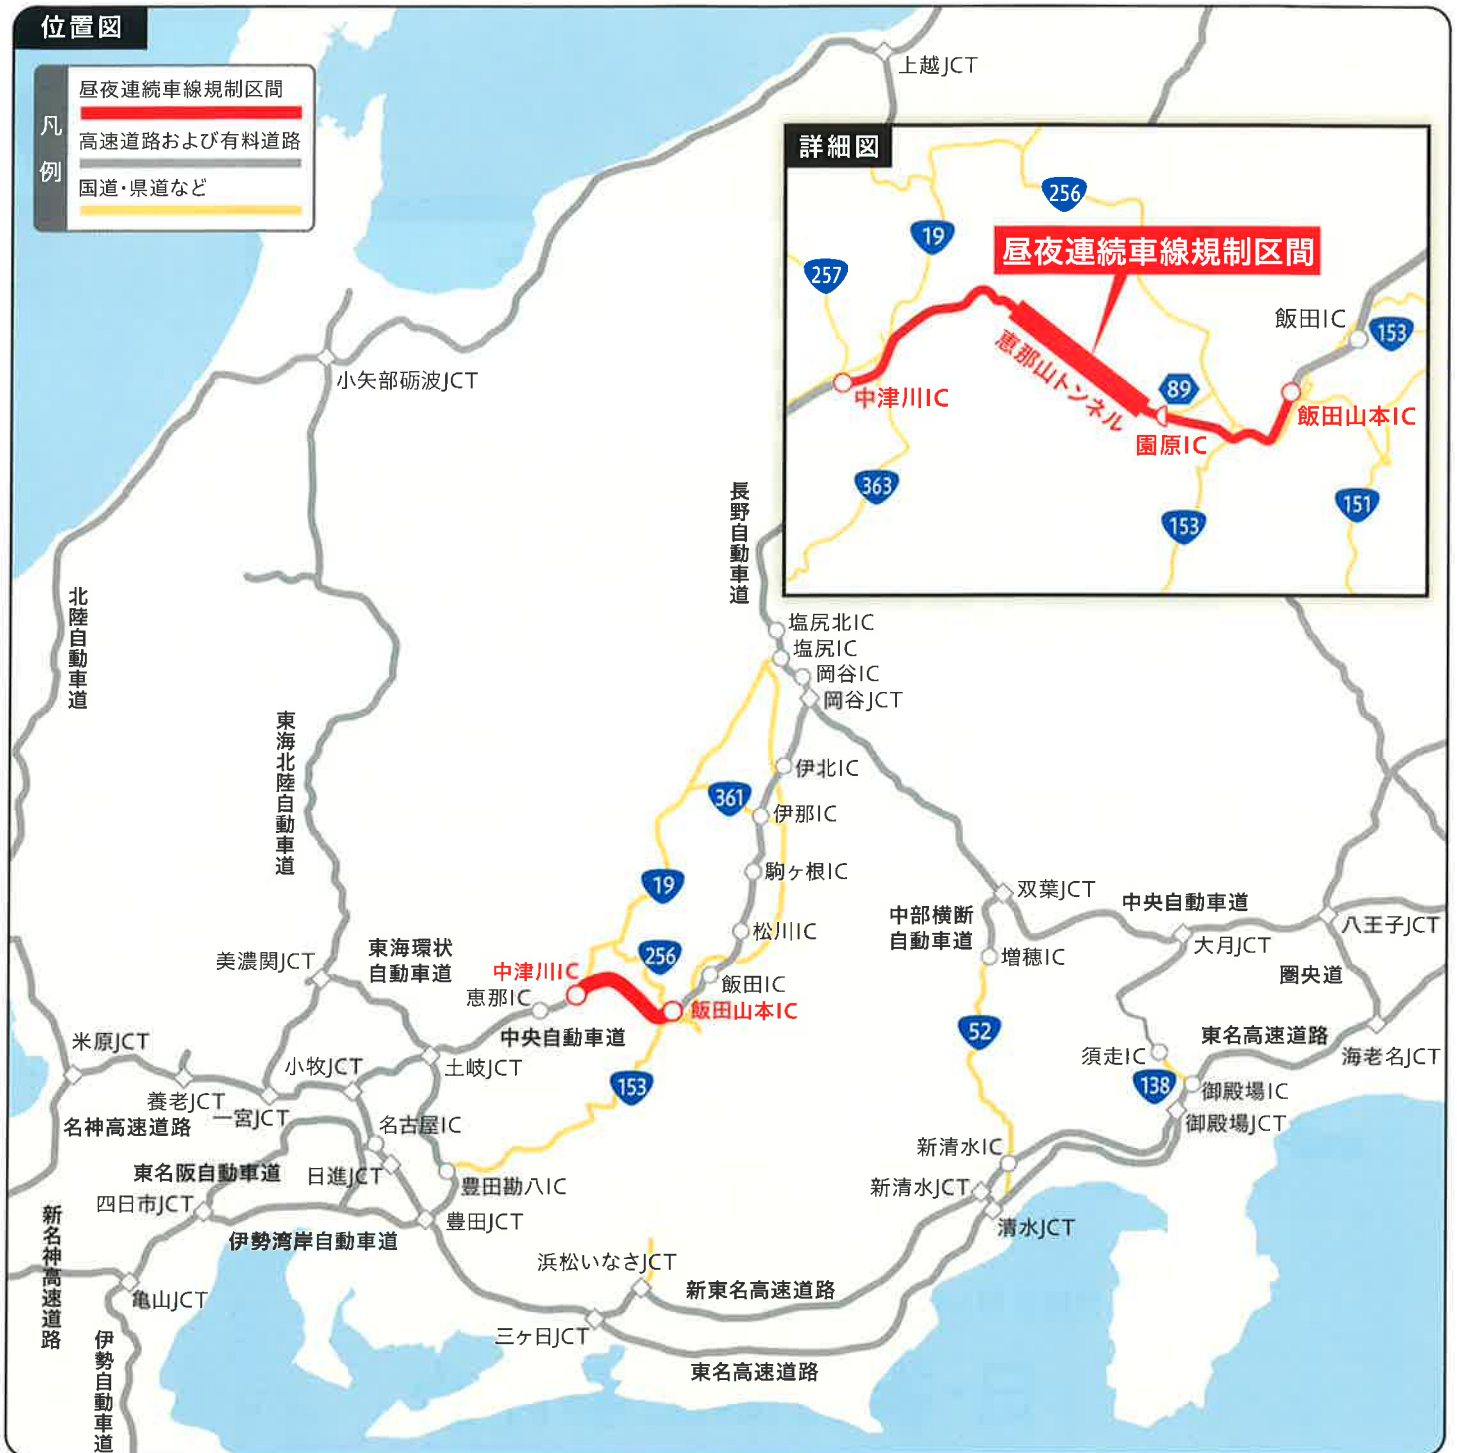 位置図
凡例
昼夜連続車線規制区間
高速道路および有料道路
国道・県道など
上越JCT
詳細図
256
19
昼夜連続車線規制区間
257
飯田IC
153
恵那山トンネル
89
中津川IC
飯田山本IC
園原IC
363
151
153
小矢部砺波JCT
長野自動車道
北陸自動車道
塩尻北IC
塩尻IC
岡谷IC
岡谷JCT
東海北陸自動車道
伊北IC
361
伊那IC
駒ヶ根IC
19
双葉JCT
中央自動車道
中部横断
自動車道
八王子JCT
松川IC
大月JCT
東海環状
自動車道
美濃関JCT
256
増穂IC
中津川IC
圏央道
飯田IC
恵那IC
飯田山本IC
中央自動車道
52
東名高速道路
米原JCT
須走IC
海老名JCT
小牧JCT
土岐JCT
153
138
御殿場IC
養老JCT
一宮JCT
御殿場JCT
名神高速道路
名古屋IC
新清水IC
東名阪自動車道
日進JCT
豊田勘八IC
新清水JCT
四日市JCT
豊田JCT
清水JCT
新名神高速道路
伊勢湾岸自動車道
浜松いなさJCT
新東名高速道路
亀山JCT
三ヶ日JCT
伊勢自動車道
東名高速道路